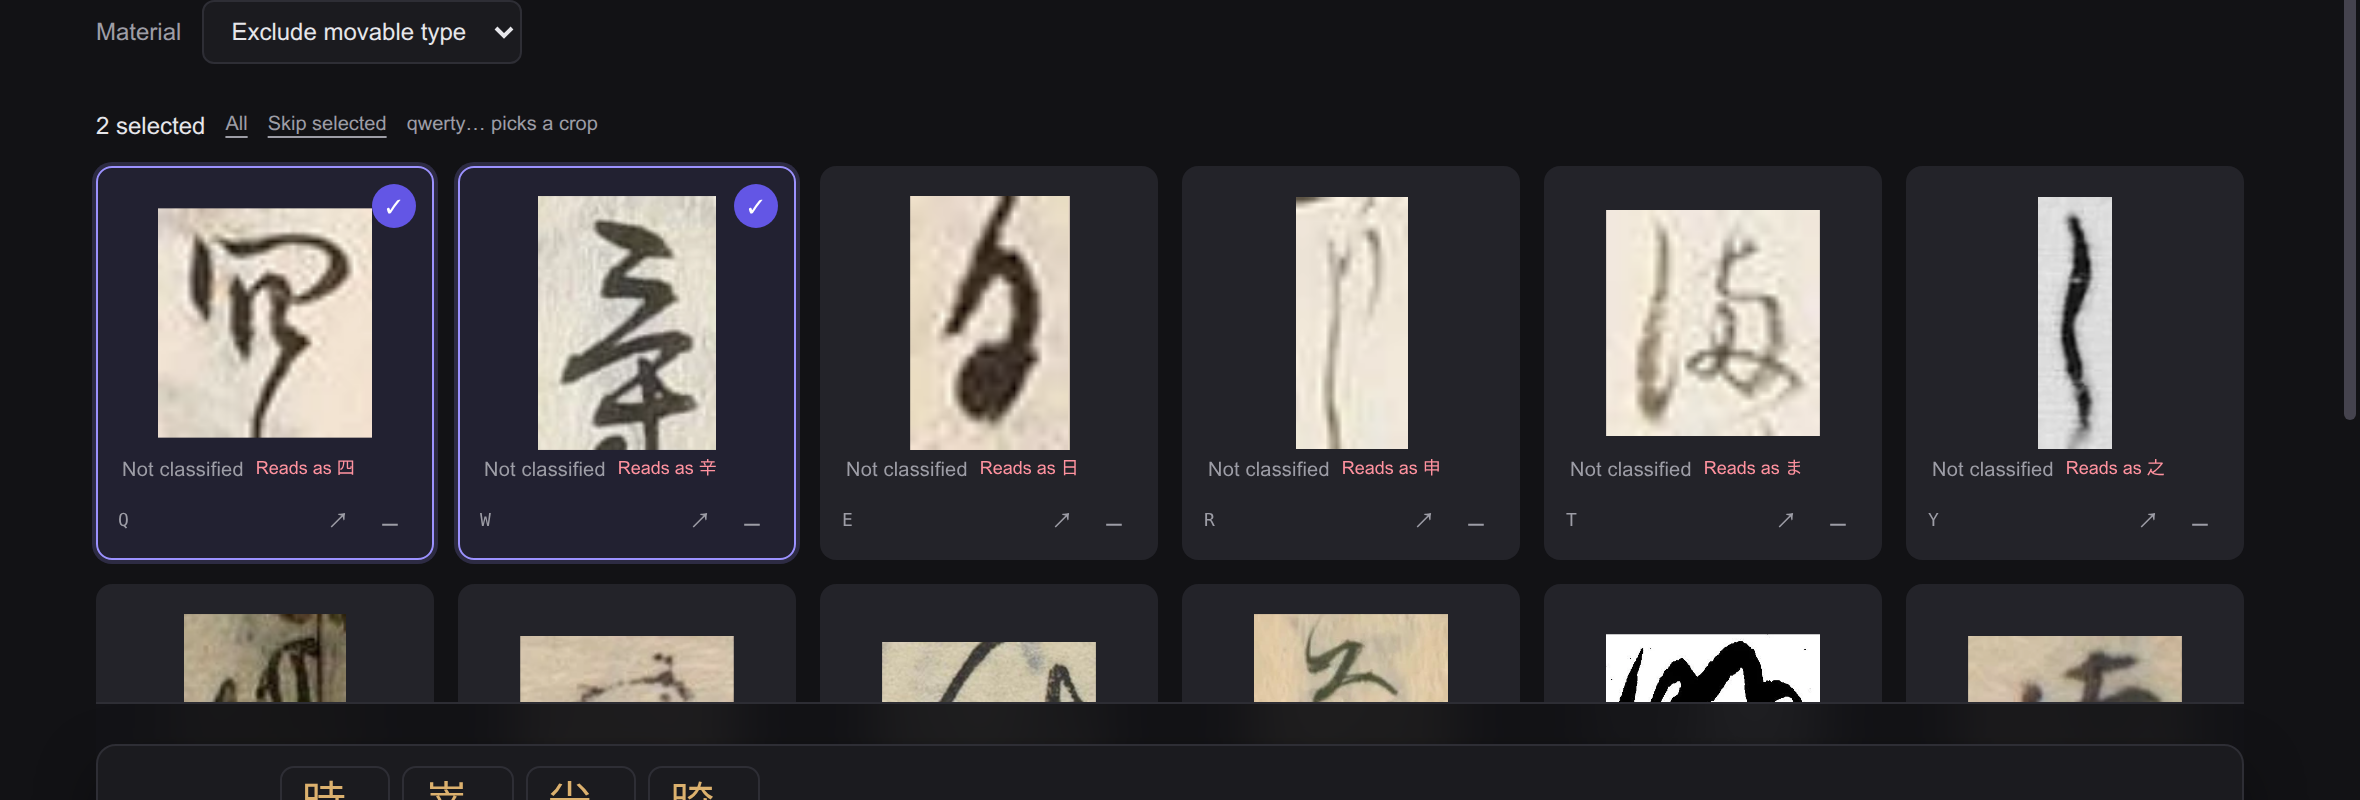 Material Exclude movable type
2 selected All Skip selected qwerty… picks a crop
✓ ✓
Not classified Reads as 四
Not classified Reads as 辛
Not classified Reads as 日
Not classified Reads as 申
Not classified Reads as ま
Not classified Reads as 之
Q ↗ –
W ↗ –
E ↗ –
R ↗ –
T ↗ –
Y ↗ –